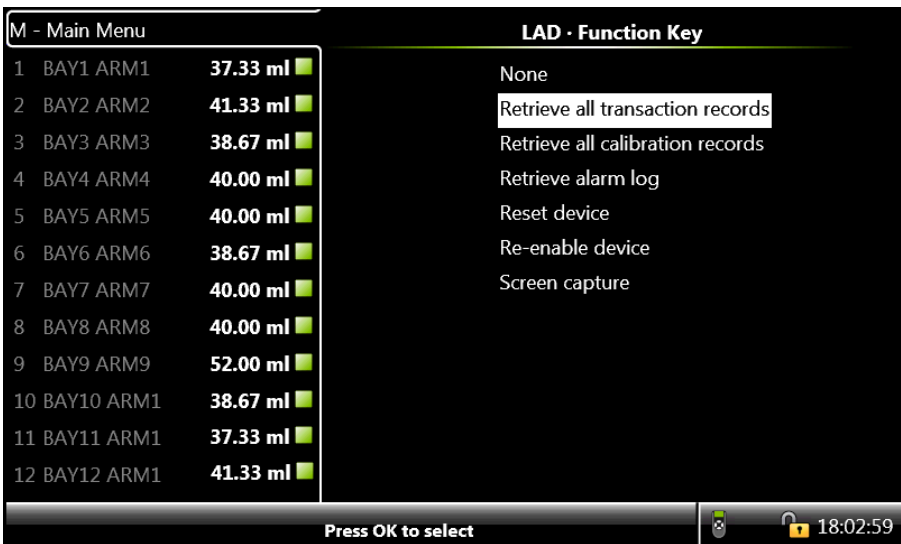 M - Main Menu
1 BAY1 ARM1 37.33 ml
2 BAY2 ARM2 41.33 ml
3 BAY3 ARM3 38.67 ml
4 BAY4 ARM4 40.00 ml
5 BAY5 ARM5 40.00 ml
6 BAY6 ARM6 38.67 ml
7 BAY7 ARM7 40.00 ml
8 BAY8 ARM8 40.00 ml
9 BAY9 ARM9 52.00 ml
10 BAY10 ARM1 38.67 ml
11 BAY11 ARM1 37.33 ml
12 BAY12 ARM1 41.33 ml
LAD · Function Key
None
Retrieve all transaction records
Retrieve all calibration records
Retrieve alarm log
Reset device
Re-enable device
Screen capture
Press OK to select
18:02:59